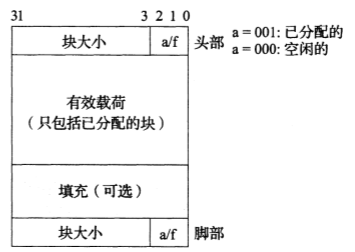 31 3 2 1 0
块大小 a/f 头部 a = 001: 已分配的
a = 000: 空闲的
有效载荷
（只包括已分配的块）
填充（可选）
块大小 a/f 脚部